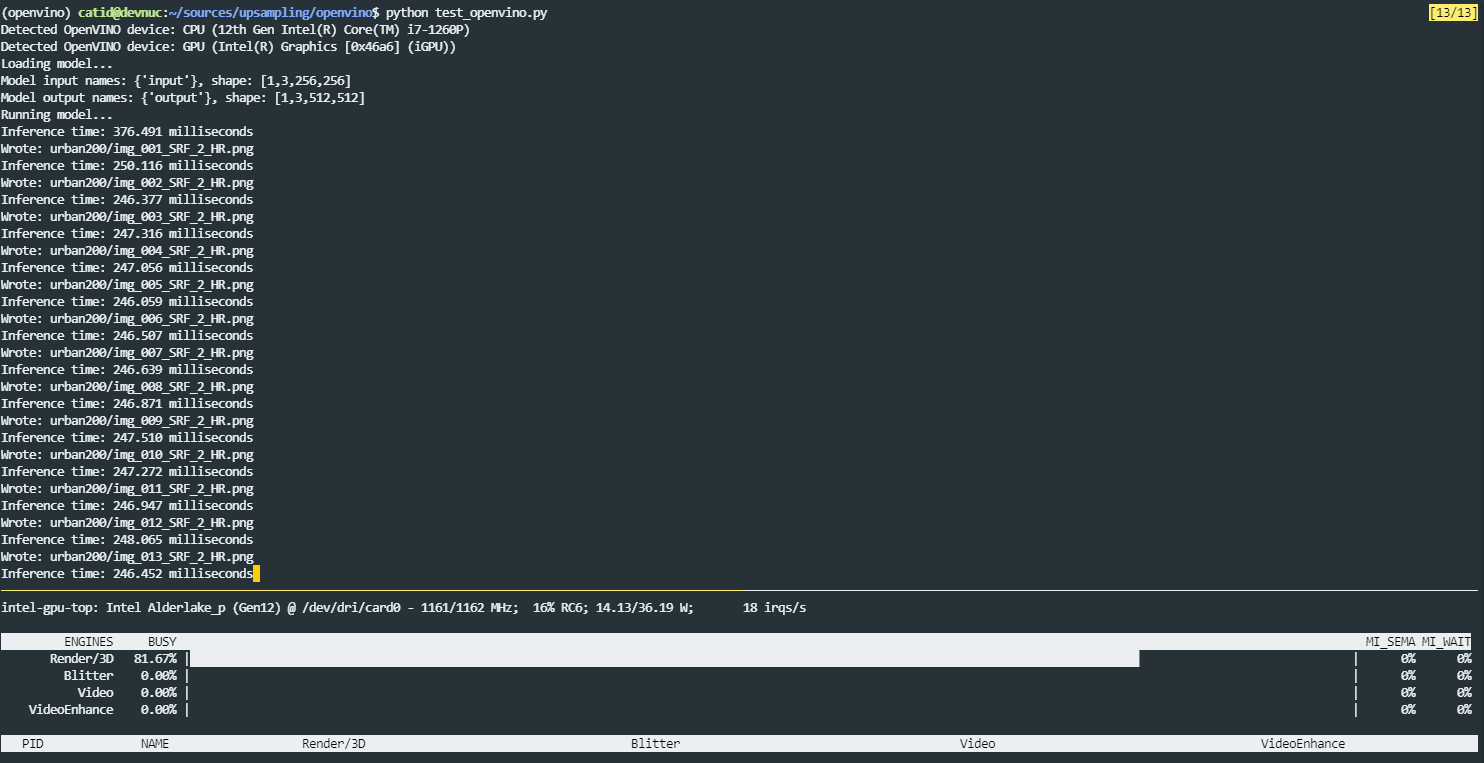 (openvino) catid@devnuc:~/sources/upsampling/openvino$ python test_openvino.py [13/13]
Detected OpenVINO device: CPU (12th Gen Intel(R) Core(TM) i7-1260P)
Detected OpenVINO device: GPU (Intel(R) Graphics [0x46a6] (iGPU))
Loading model...
Model input names: {'input'}, shape: [1,3,256,256]
Model output names: {'output'}, shape: [1,3,512,512]
Running model...
Inference time: 376.491 milliseconds
Wrote: urban200/img_001_SRF_2_HR.png
Inference time: 250.116 milliseconds
Wrote: urban200/img_002_SRF_2_HR.png
Inference time: 246.377 milliseconds
Wrote: urban200/img_003_SRF_2_HR.png
Inference time: 247.316 milliseconds
Wrote: urban200/img_004_SRF_2_HR.png
Inference time: 247.056 milliseconds
Wrote: urban200/img_005_SRF_2_HR.png
Inference time: 246.059 milliseconds
Wrote: urban200/img_006_SRF_2_HR.png
Inference time: 246.507 milliseconds
Wrote: urban200/img_007_SRF_2_HR.png
Inference time: 246.639 milliseconds
Wrote: urban200/img_008_SRF_2_HR.png
Inference time: 246.871 milliseconds
Wrote: urban200/img_009_SRF_2_HR.png
Inference time: 247.510 milliseconds
Wrote: urban200/img_010_SRF_2_HR.png
Inference time: 247.272 milliseconds
Wrote: urban200/img_011_SRF_2_HR.png
Inference time: 246.947 milliseconds
Wrote: urban200/img_012_SRF_2_HR.png
Inference time: 248.065 milliseconds
Wrote: urban200/img_013_SRF_2_HR.png
Inference time: 246.452 milliseconds
intel-gpu-top: Intel Alderlake_p (Gen12) @ /dev/dri/card0 - 1161/1162 MHz; 16% RC6; 14.13/36.19 W; 18 irqs/s
ENGINES BUSY MI_SEMA MI_WAIT
Render/3D 81.67% | | 0% 0%
Blitter 0.00% | | 0% 0%
Video 0.00% | | 0% 0%
VideoEnhance 0.00% | | 0% 0%
PID NAME Render/3D Blitter Video VideoEnhance